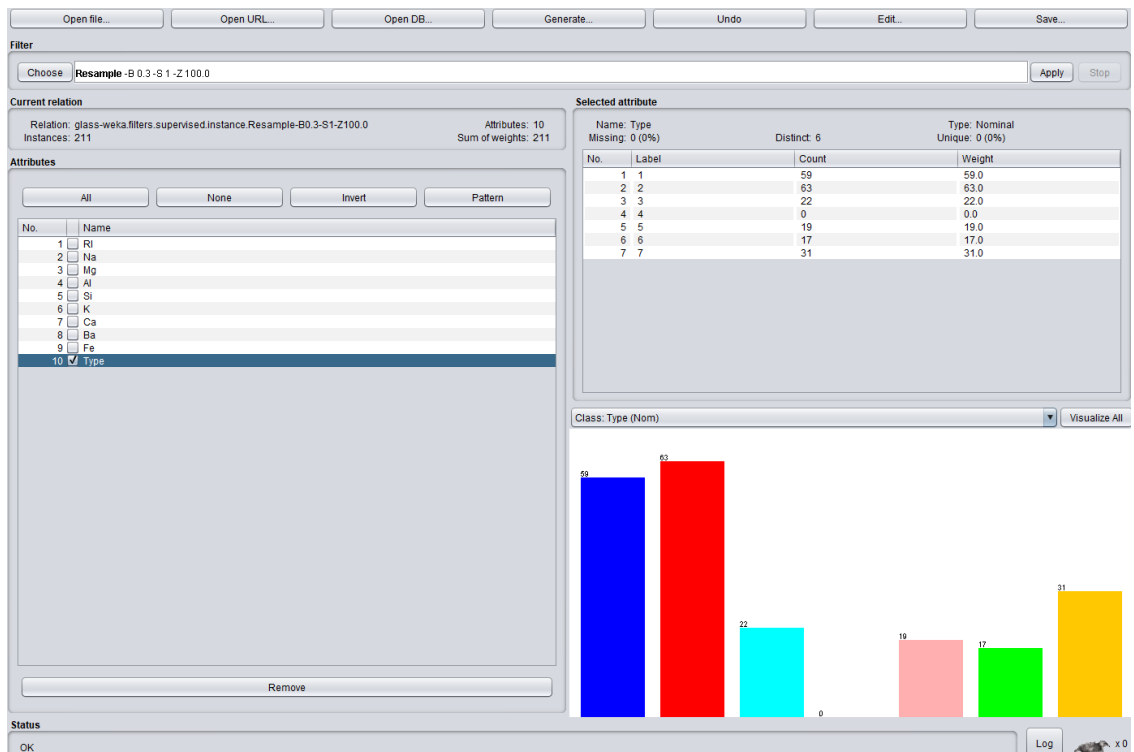 Open file... Open URL... Open DB... Generate... Undo Edit... Save...
Filter
Choose Resample -B 0.3 -S 1 -Z 100.0 Apply Stop
Current relation
Relation: glass-weka.filters.supervised.instance.Resample-B0.3-S1-Z100.0 Attributes: 10
Instances: 211 Sum of weights: 211
Attributes
All None Invert Pattern
No. Name
1 RI
2 Na
3 Mg
4 Al
5 Si
6 K
7 Ca
8 Ba
9 Fe
10 Type
Remove
Selected attribute
Name: Type Type: Nominal
Missing: 0 (0%) Distinct: 6 Unique: 0 (0%)
No. Label Count Weight
1 1 59 59.0
2 2 63 63.0
3 3 22 22.0
4 4 0 0.0
5 5 19 19.0
6 6 17 17.0
7 7 31 31.0
Class: Type (Nom) Visualize All
59 63 22 0 19 17 31
Status
OK Log x 0